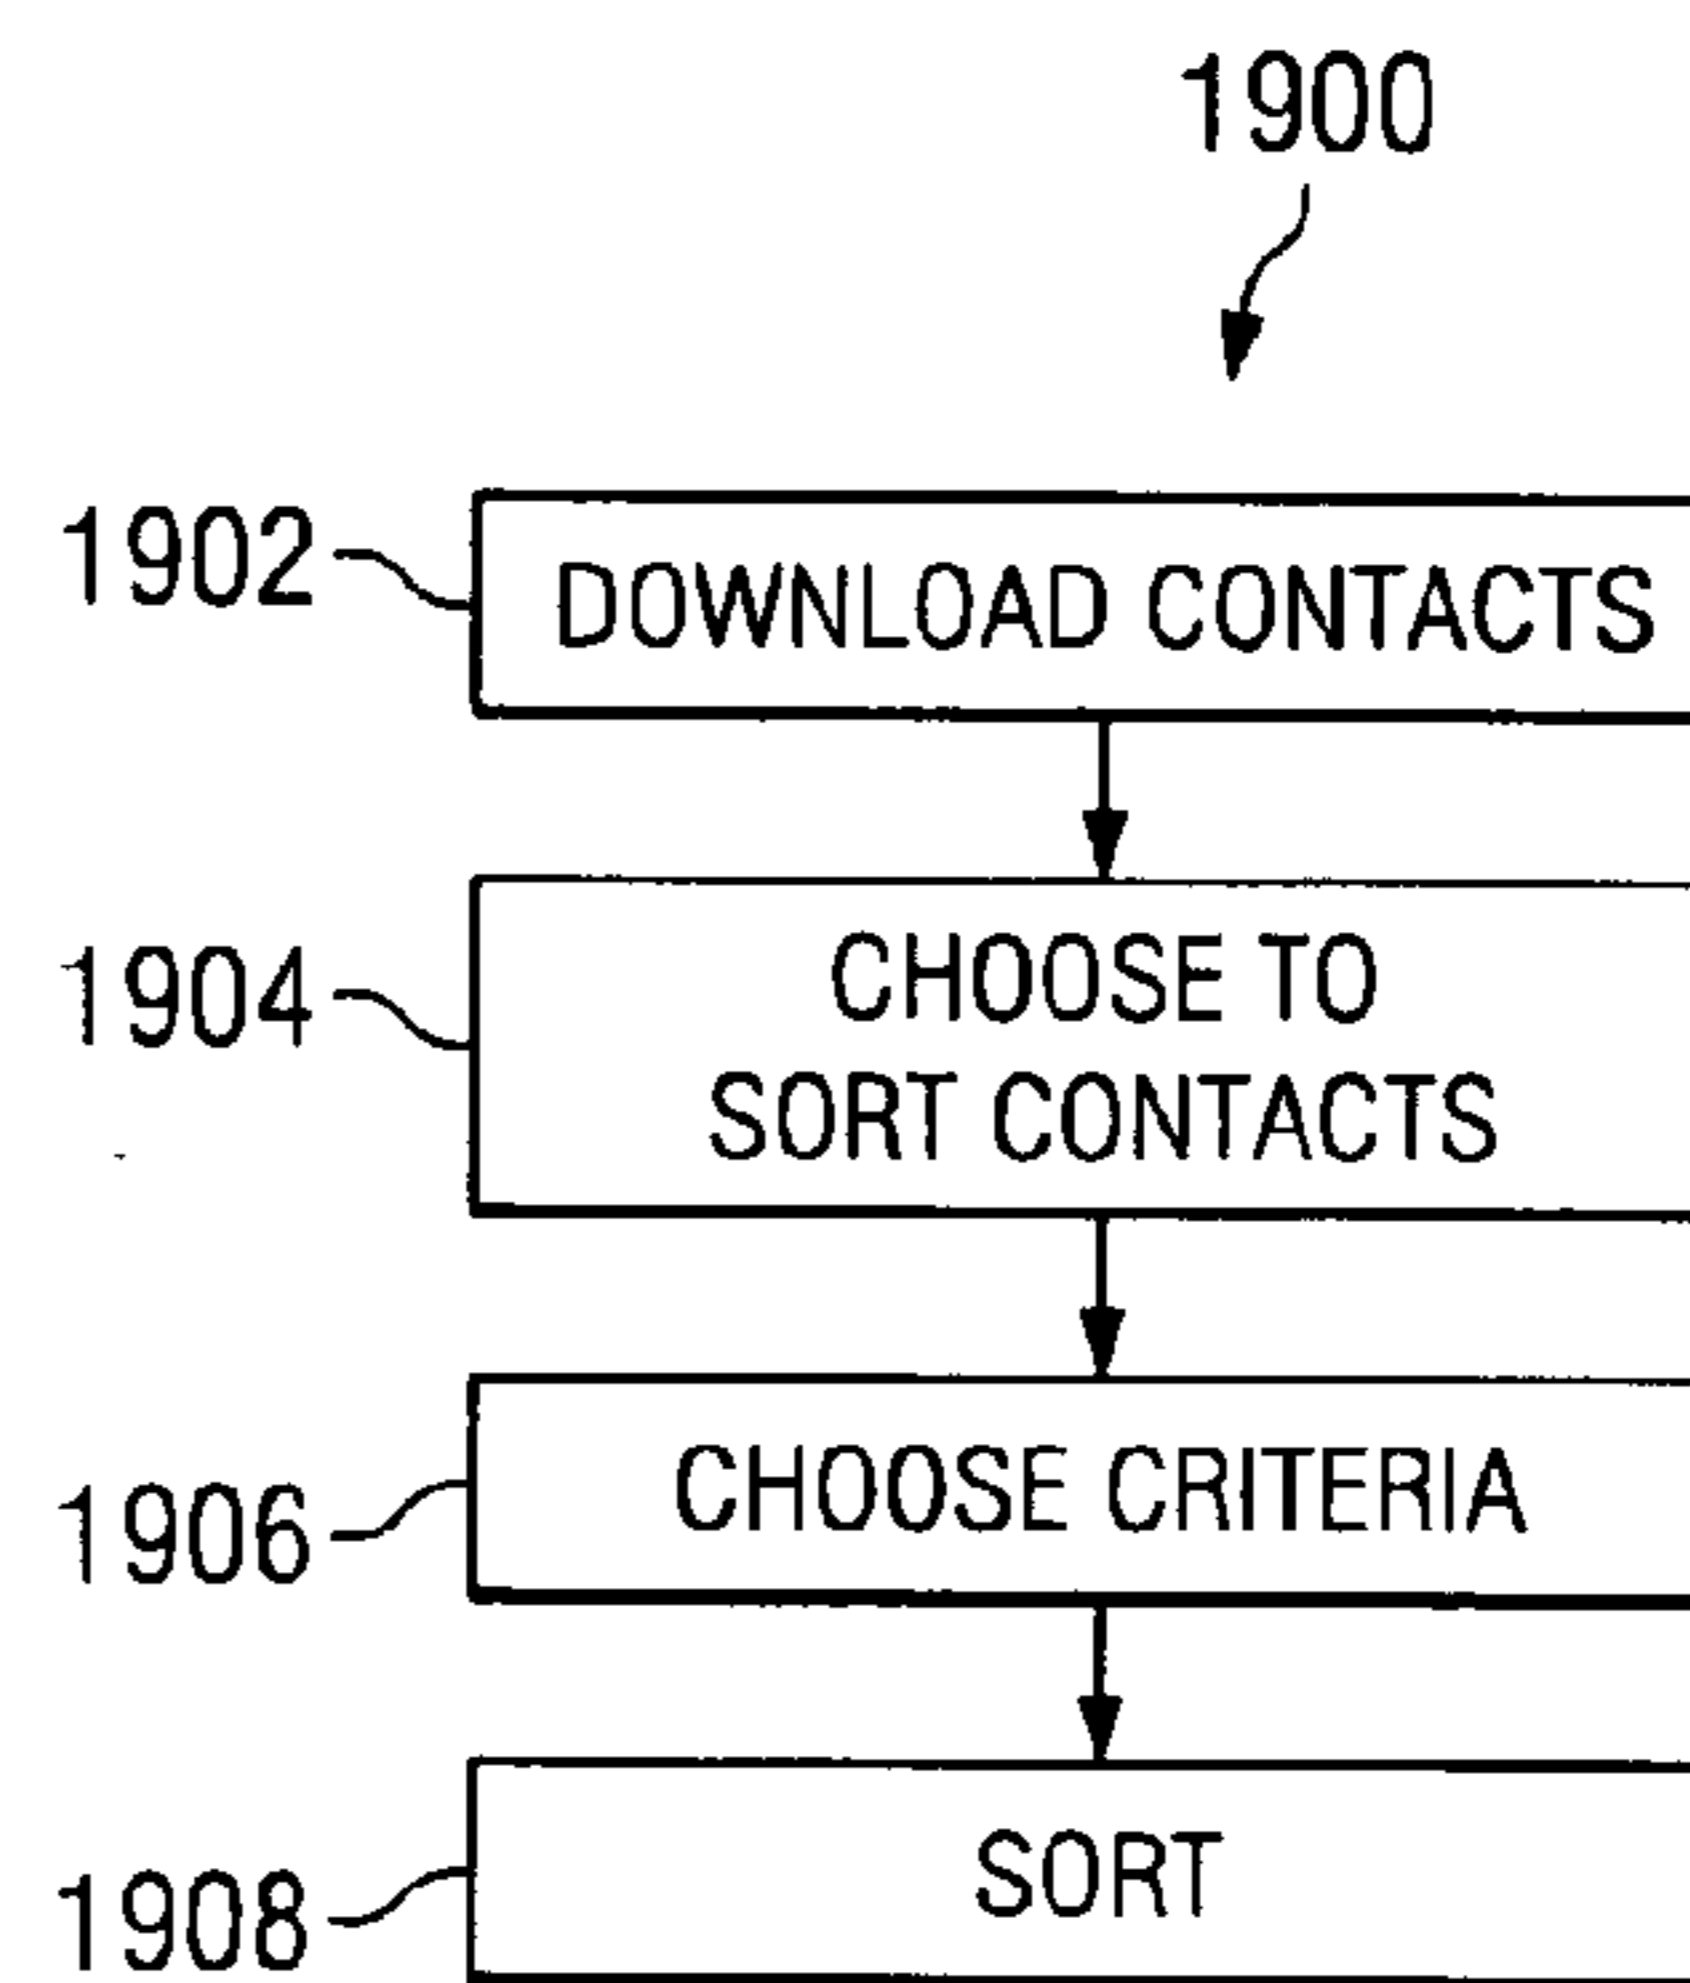 1900
1902
DOWNLOAD CONTACTS
1904
CHOOSE TO
SORT CONTACTS
1906
CHOOSE CRITERIA
1908
SORT